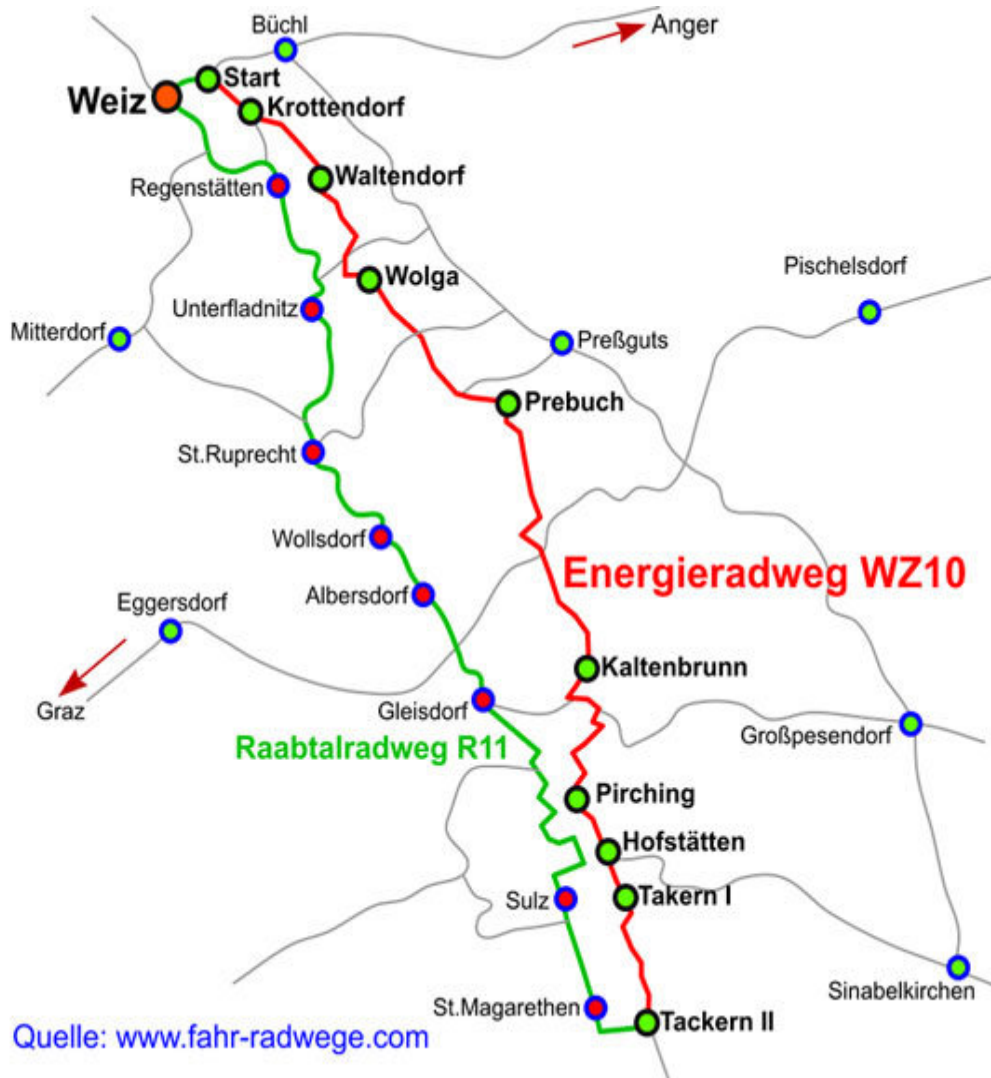 Büchl
Anger
Start
Weiz
Krottendorf
Waltendorf
Regenstätten
Wolga
Pischelsdorf
Unterfladnitz
Mitterdorf
Preßguts
Prebuch
St.Ruprecht
Wollsdorf
Energieradweg WZ10
Albersdorf
Eggersdorf
Kaltenbrunn
Graz
Gleisdorf
Großpesendorf
Raabtalradweg R11
Pirching
Hofstätten
Takern I
Sulz
Sinabelkirchen
St.Magarethen
Tackern II
Quelle: www.fahr-radwege.com